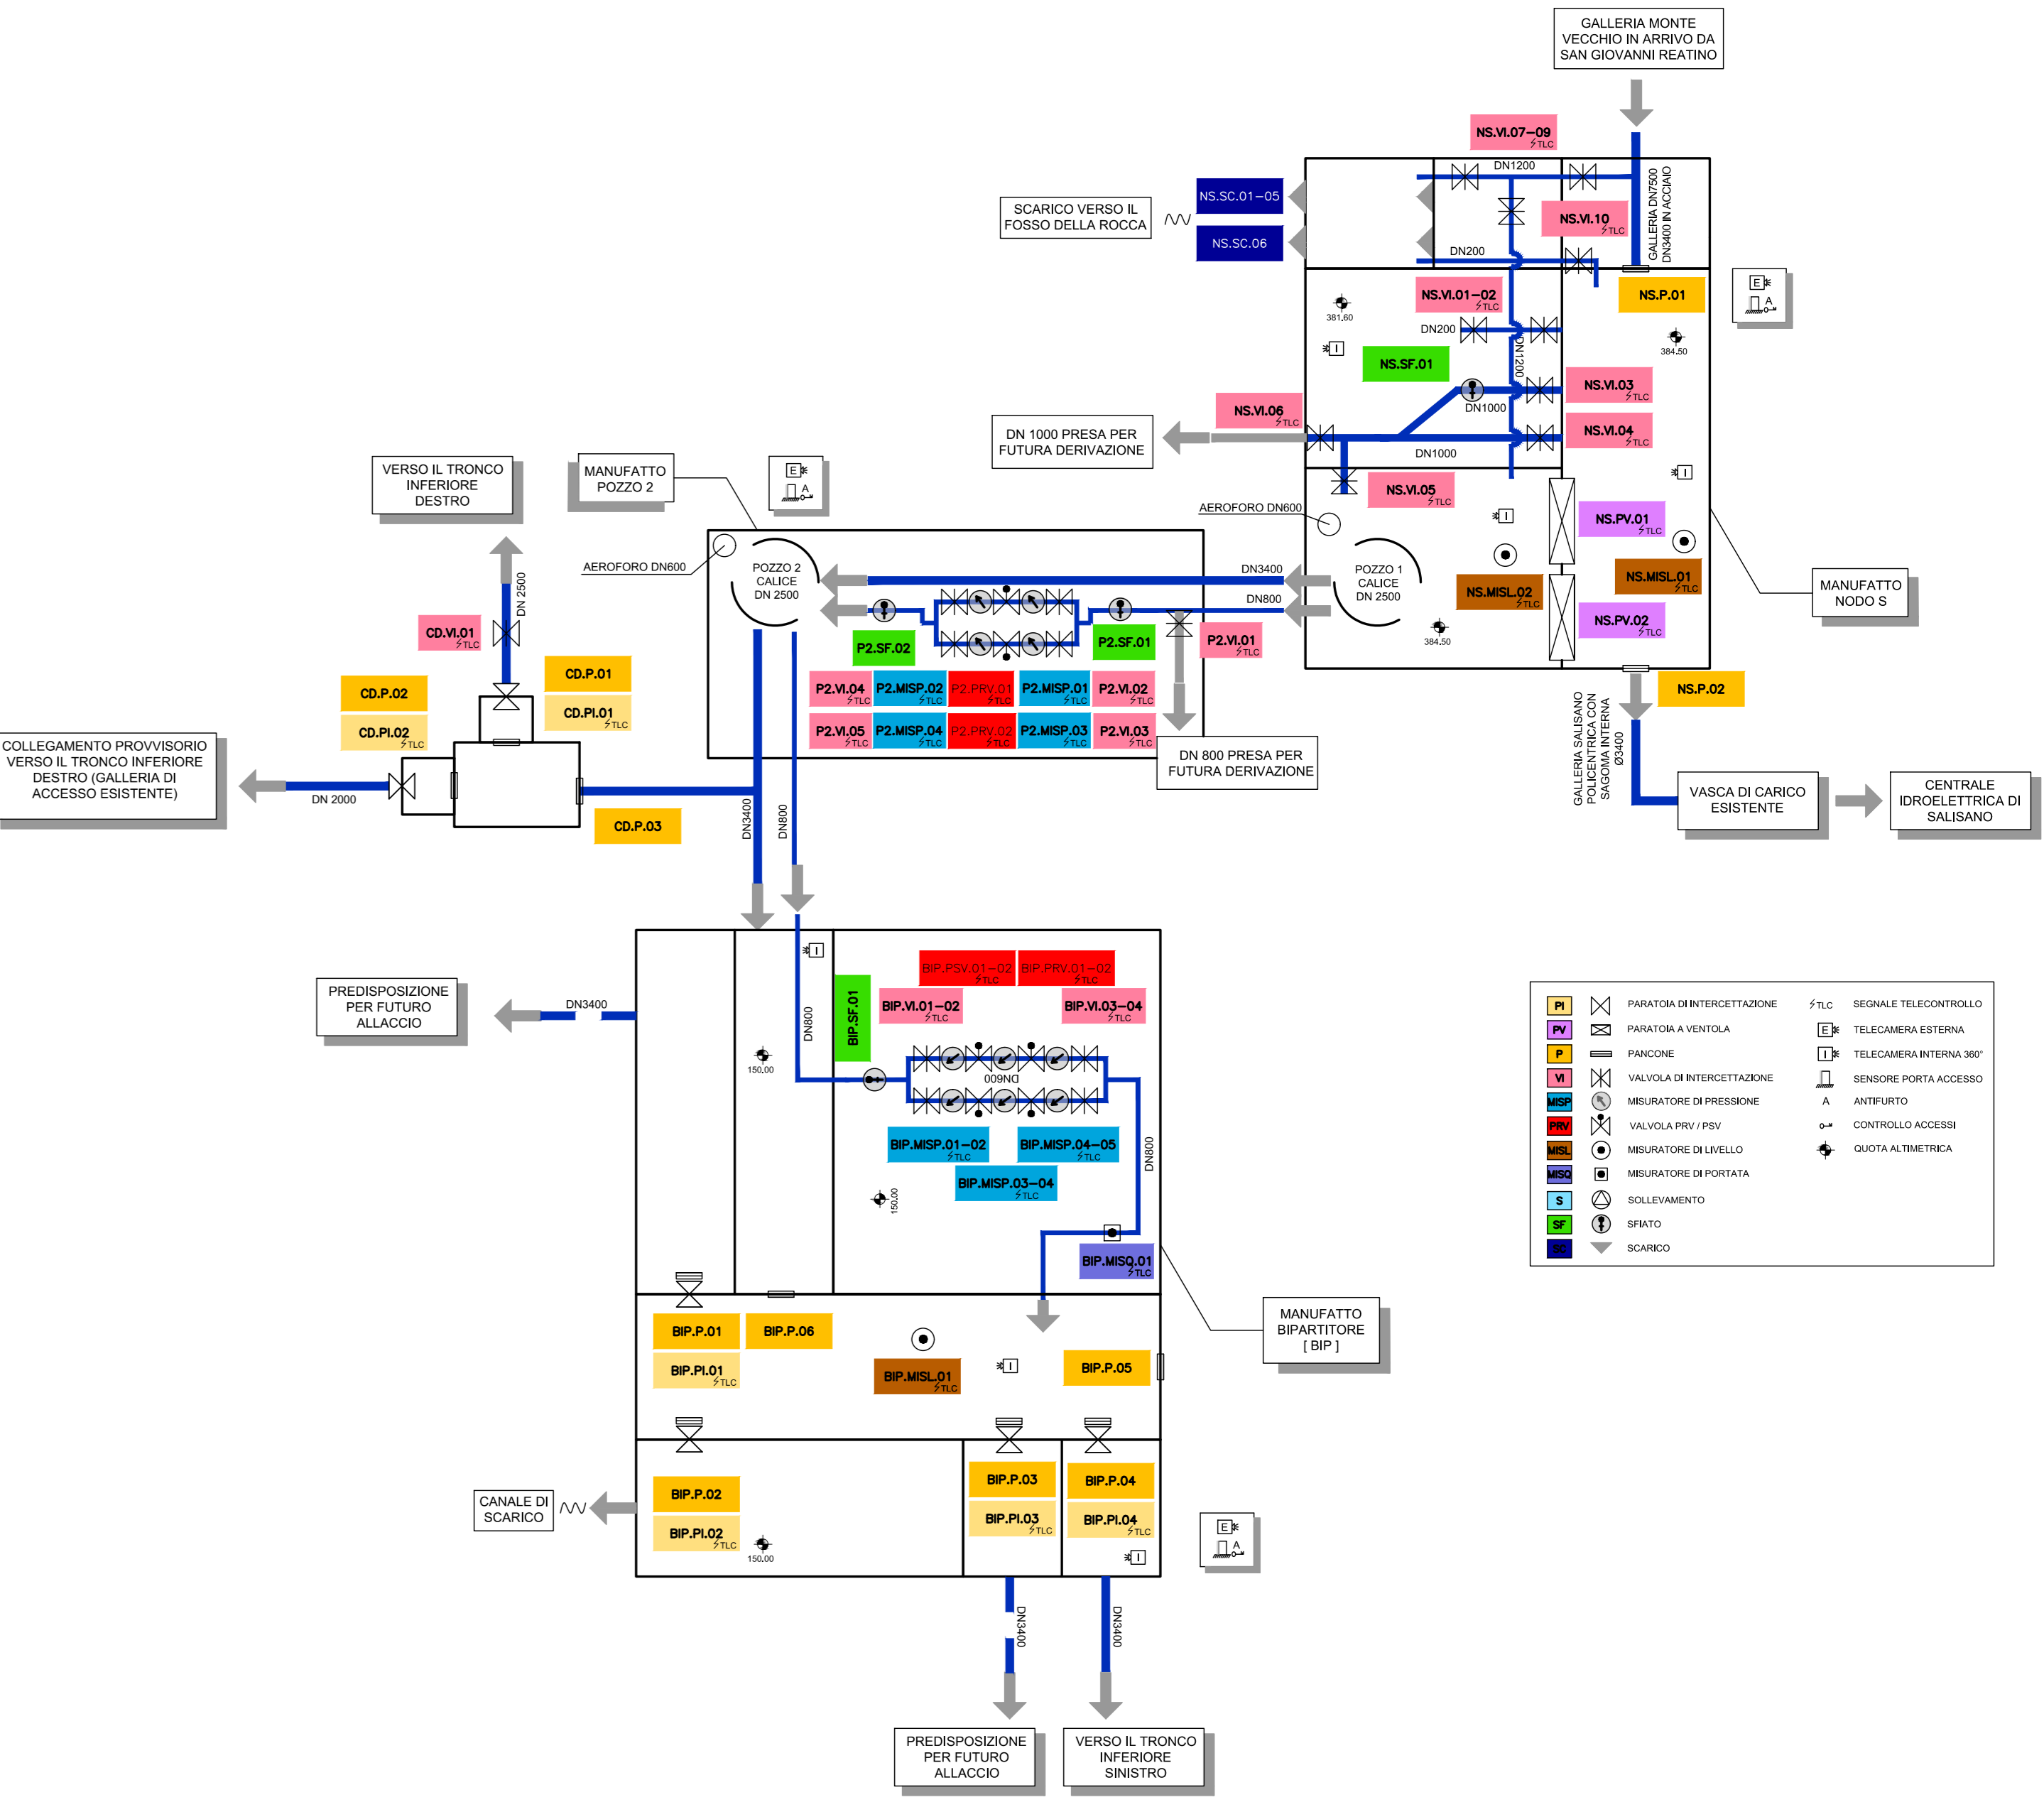 GALLERIA MONTE
VECCHIO IN ARRIVO DA
SAN GIOVANNI REATINO
NS.VI.07-09
TLC
DN1200
GALLERIA DN7500
DN3400 IN ACCIAIO
NS.SC.01-05
SCARICO VERSO IL
FOSSO DELLA ROCCA
NS.SC.06
NS.VI.10
TLC
DN200
NS.VI.01-02
TLC
NS.P.01
E
A
381.60
DN200
384.50
I
DN1200
NS.SF.01
NS.VI.03
TLC
DN1000
NS.VI.06
TLC
NS.VI.04
TLC
DN 1000 PRESA PER
FUTURA DERIVAZIONE
DN1000
I
NS.VI.05
TLC
AEROFORO DN600
I
NS.PV.01
TLC
POZZO 1
CALICE
DN 2500
NS.MISL.01
TLC
NS.MISL.02
TLC
NS.PV.02
TLC
384.50
MANUFATTO
NODO S
NS.P.02
GALLERIA SALISANO
POLICENTRICA CON
SAGOMA INTERNA
Ø3400
VASCA DI CARICO
ESISTENTE
CENTRALE
IDROELETTRICA DI
SALISANO
VERSO IL TRONCO
INFERIORE
DESTRO
MANUFATTO
POZZO 2
E
A
AEROFORO DN600
POZZO 2
CALICE
DN 2500
DN3400
DN800
DN 2500
CD.VI.01
TLC
P2.SF.02
P2.SF.01
P2.VI.01
TLC
CD.P.02
CD.PI.02
TLC
CD.P.01
CD.PI.01
TLC
P2.VI.04
TLC
P2.MISP.02
TLC
P2.PRV.01
TLC
P2.MISP.01
TLC
P2.VI.02
TLC
P2.VI.05
TLC
P2.MISP.04
TLC
P2.PRV.02
TLC
P2.MISP.03
TLC
P2.VI.03
TLC
DN 800 PRESA PER
FUTURA DERIVAZIONE
COLLEGAMENTO PROVVISORIO
VERSO IL TRONCO INFERIORE
DESTRO (GALLERIA DI
ACCESSO ESISTENTE)
DN 2000
CD.P.03
DN3400
DN800
I
BIP.PSV.01-02
TLC
BIP.PRV.01-02
TLC
BIP.SF.01
BIP.VI.01-02
TLC
BIP.VI.03-04
TLC
PREDISPOSIZIONE
PER FUTURO
ALLACCIO
DN3400
DN800
150.00
DN600
BIP.MISP.01-02
TLC
BIP.MISP.04-05
TLC
BIP.MISP.03-04
TLC
DN800
150.00
BIP.MISQ.01
TLC
MANUFATTO
BIPARTITORE
[ BIP ]
BIP.P.01
BIP.P.06
BIP.PI.01
TLC
BIP.MISL.01
TLC
I
BIP.P.05
CANALE DI
SCARICO
BIP.P.02
BIP.PI.02
TLC
150.00
BIP.P.03
BIP.PI.03
TLC
BIP.P.04
BIP.PI.04
TLC
I
E
A
DN3400
DN3400
PREDISPOSIZIONE
PER FUTURO
ALLACCIO
VERSO IL TRONCO
INFERIORE
SINISTRO
PI PARATOIA DI INTERCETTAZIONE
PV PARATOIA A VENTOLA
P PANCONE
VI VALVOLA DI INTERCETTAZIONE
MISP MISURATORE DI PRESSIONE
PRV VALVOLA PRV / PSV
MISL MISURATORE DI LIVELLO
MISQ MISURATORE DI PORTATA
S SOLLEVAMENTO
SF SFIATO
SC SCARICO
TLC SEGNALE TELECONTROLLO
E TELECAMERA ESTERNA
I TELECAMERA INTERNA 360°
SENSORE PORTA ACCESSO
A ANTIFURTO
CONTROLLO ACCESSI
QUOTA ALTIMETRICA